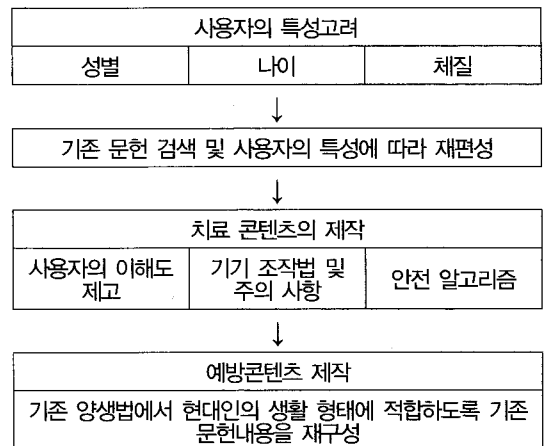 사용자의 특성고려
성별 나이 체질
↓
기존 문헌 검색 및 사용자의 특성에 따라 재편성
↓
치료 콘텐츠의 제작
사용자의 이해도 제고
기기 조작법 및 주의 사항
안전 알고리즘
↓
예방콘텐츠 제작
기존 양생법에서 현대인의 생활 형태에 적합하도록 기존
문헌내용을 재구성